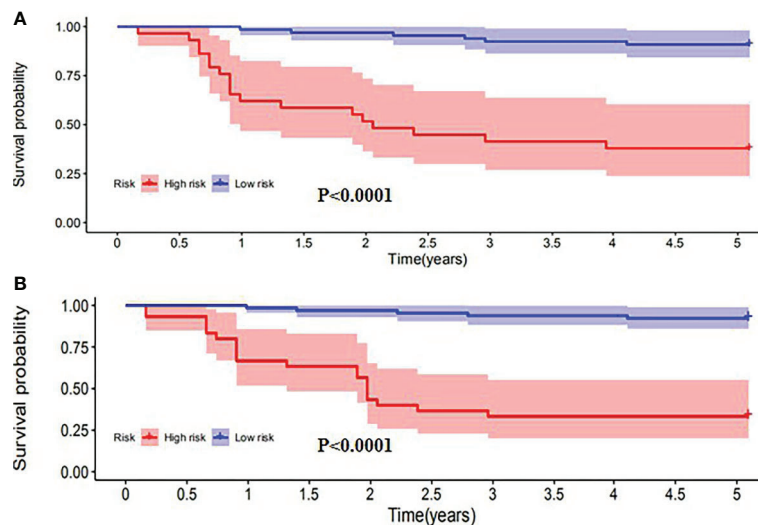 A
Survival probability
1.00
0.75
0.50
0.25
0.00
Risk High risk Low risk
P<0.0001
0 0.5 1 1.5 2 2.5 3 3.5 4 4.5 5
Time(years)
B
Survival probability
1.00
0.75
0.50
0.25
0.00
Risk High risk Low risk
P<0.0001
0 0.5 1 1.5 2 2.5 3 3.5 4 4.5 5
Time(years)